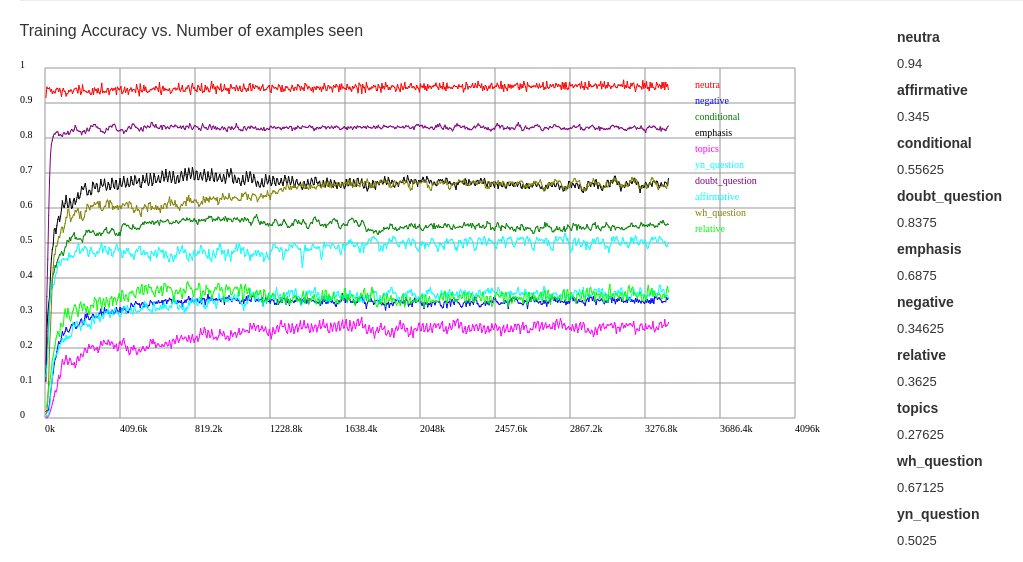 Training Accuracy vs. Number of examples seen
1
0.9
0.8
0.7
0.6
0.5
0.4
0.3
0.2
0.1
0
0k
409.6k
819.2k
1228.8k
1638.4k
2048k
2457.6k
2867.2k
3276.8k
3686.4k
4096k
neutra
negative
conditional
emphasis
topics
yn_question
doubt_question
affirmative
wh_question
relative
neutra
0.94
affirmative
0.345
conditional
0.55625
doubt_question
0.8375
emphasis
0.6875
negative
0.34625
relative
0.3625
topics
0.27625
wh_question
0.67125
yn_question
0.5025